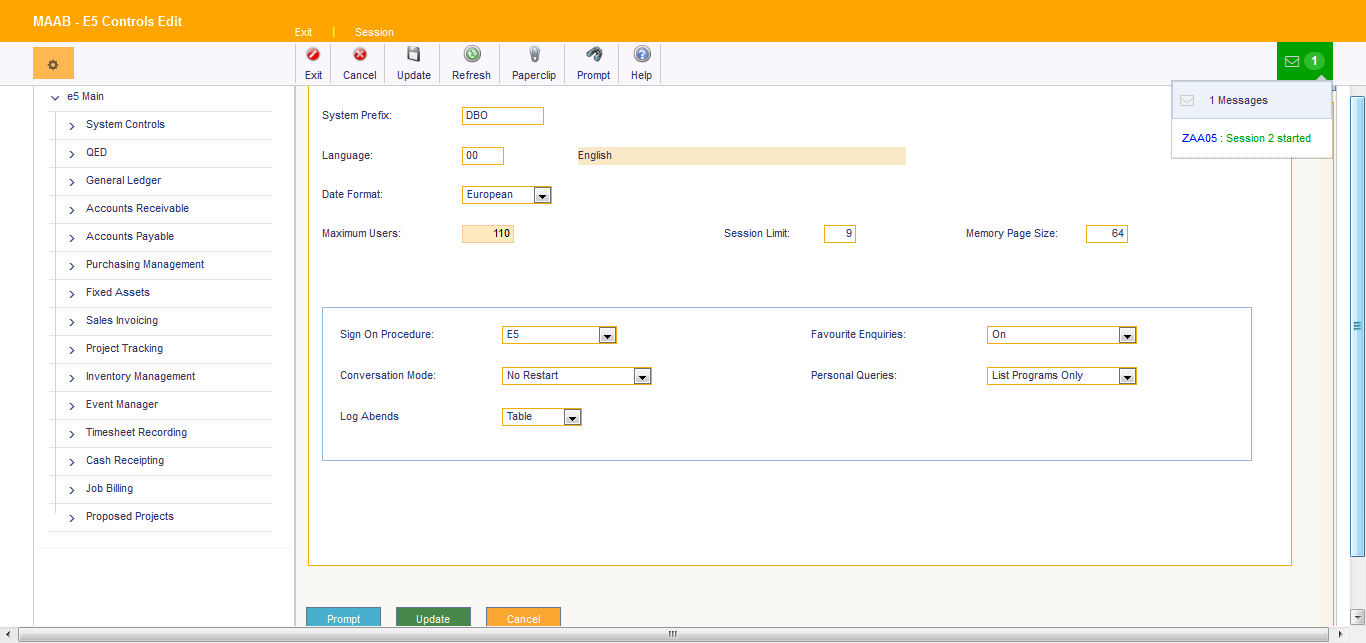 MAAB - E5 Controls Edit
Exit | Session
Exit Cancel Update Refresh Paperclip Prompt Help
1
1 Messages
ZAA05 : Session 2 started
e5 Main
System Controls
QED
General Ledger
Accounts Receivable
Accounts Payable
Purchasing Management
Fixed Assets
Sales Invoicing
Project Tracking
Inventory Management
Event Manager
Timesheet Recording
Cash Receipting
Job Billing
Proposed Projects
System Prefix: DBO
Language: 00 English
Date Format: European
Maximum Users: 110 Session Limit: 9 Memory Page Size: 64
Sign On Procedure: E5 Favourite Enquiries: On
Conversation Mode: No Restart Personal Queries: List Programs Only
Log Abends Table
Prompt Update Cancel